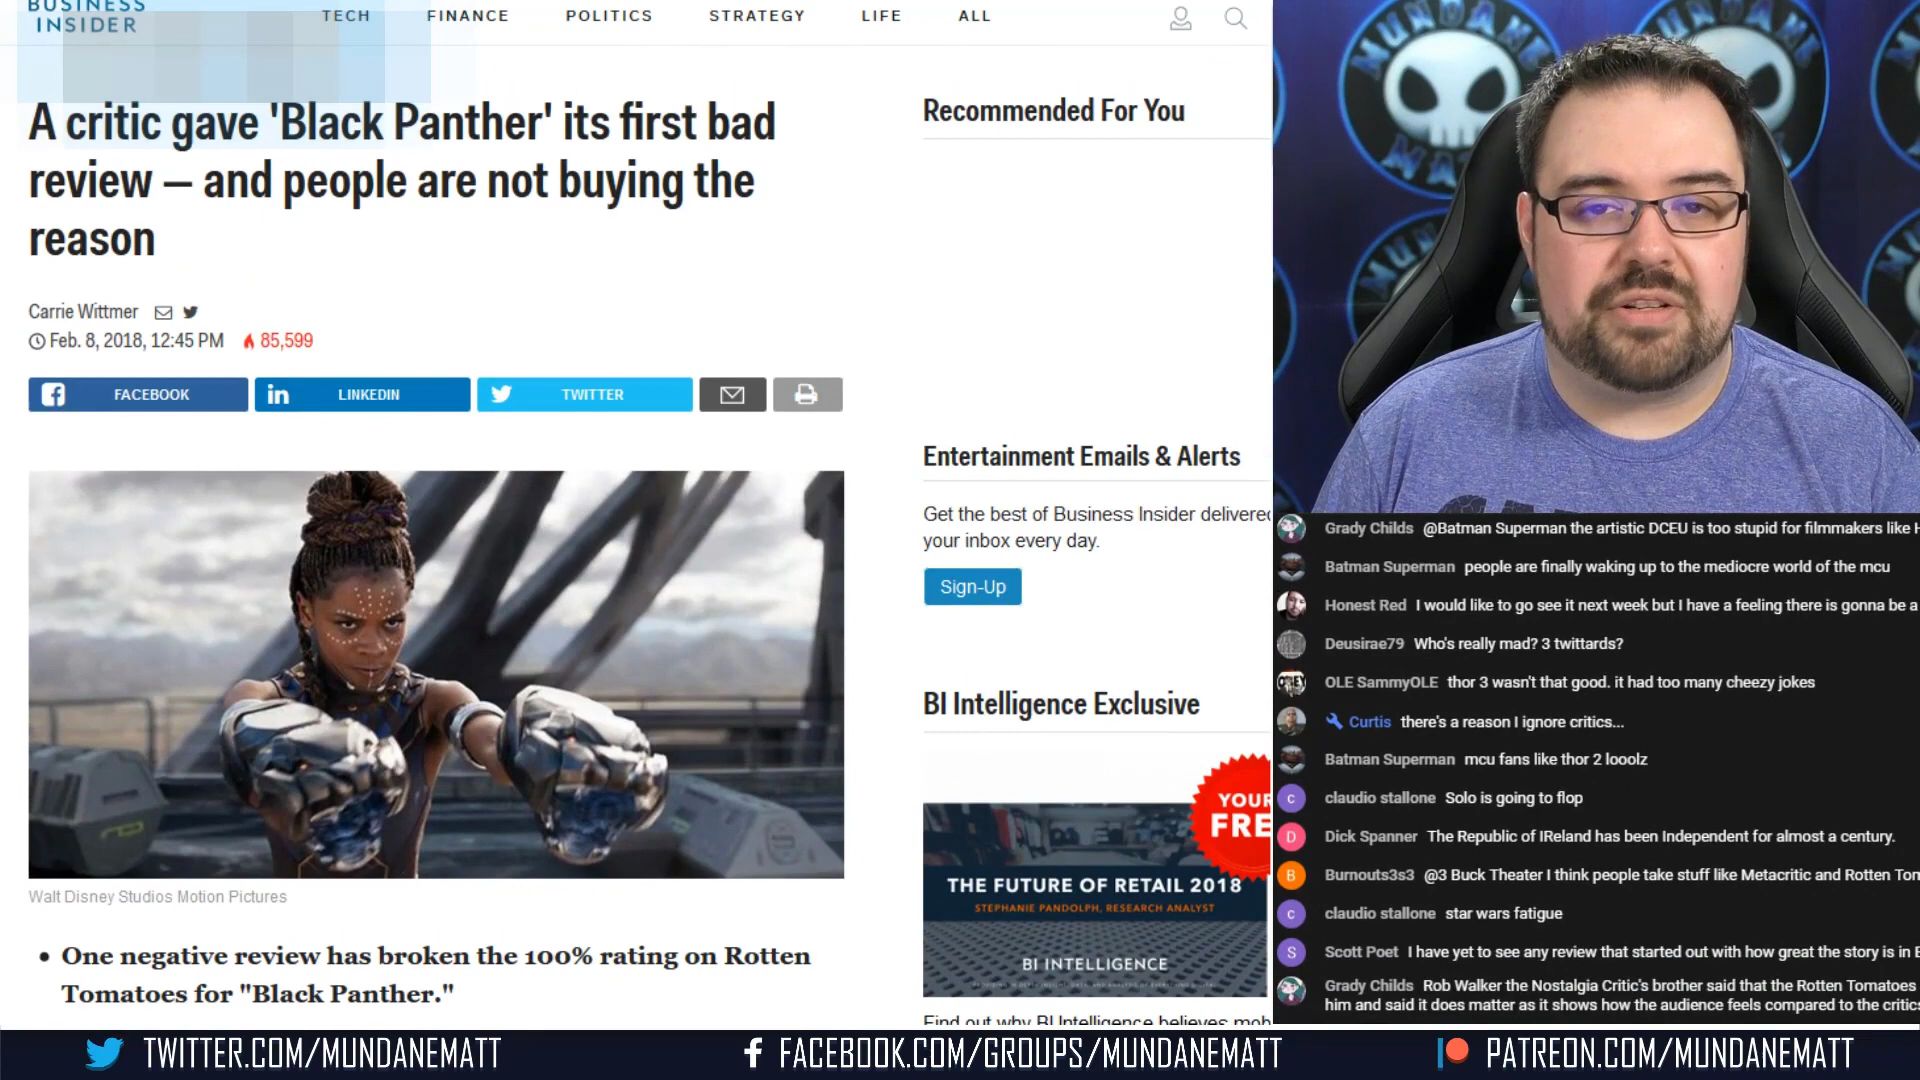 BUSINESS
INSIDER
TECH FINANCE POLITICS STRATEGY LIFE ALL
A critic gave 'Black Panther' its first bad
review – and people are not buying the
reason
Carrie Wittmer
Feb. 8, 2018, 12:45 PM 85,599
FACEBOOK LINKEDIN TWITTER
Walt Disney Studios Motion Pictures
• One negative review has broken the 100% rating on Rotten
Tomatoes for "Black Panther."
Recommended For You
Entertainment Emails & Alerts
Get the best of Business Insider delivered
your inbox every day.
Sign-Up
BI Intelligence Exclusive
YOUR
FRE
THE FUTURE OF RETAIL 2018
STEPHANIE PANDOLPH, RESEARCH ANALYST
BI INTELLIGENCE
Find out why BI Intelligence believes mob
MUNDANE
MATT
Grady Childs @Batman Superman the artistic DCEU is too stupid for filmmakers like H
Batman Superman people are finally waking up to the mediocre world of the mcu
Honest Red I would like to go see it next week but I have a feeling there is gonna be a
Deusirae79 Who's really mad? 3 twittards?
OLE SammyOLE thor 3 wasn't that good. it had too many cheezy jokes
Curtis there's a reason I ignore critics...
Batman Superman mcu fans like thor 2 looolz
c claudio stallone Solo is going to flop
D Dick Spanner The Republic of IReland has been Independent for almost a century.
B Burnouts3s3 @3 Buck Theater I think people take stuff like Metacritic and Rotten Tom
c claudio stallone star wars fatigue
S Scott Poet I have yet to see any review that started out with how great the story is in B
Grady Childs Rob Walker the Nostalgia Critic's brother said that the Rotten Tomatoes
him and said it does matter as it shows how the audience feels compared to the critics
TWITTER.COM/MUNDANEMATT FACEBOOK.COM/GROUPS/MUNDANEMATT PATREON.COM/MUNDANEMATT